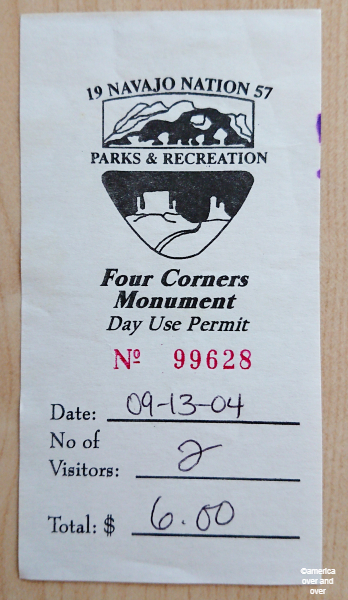 19 NAVAJO NATION 57
PARKS & RECREATION
Four Corners
Monument
Day Use Permit
Nº 99628
Date: 09-13-04
No of
Visitors: 2
Total: $ 6.00
©america
over and
over